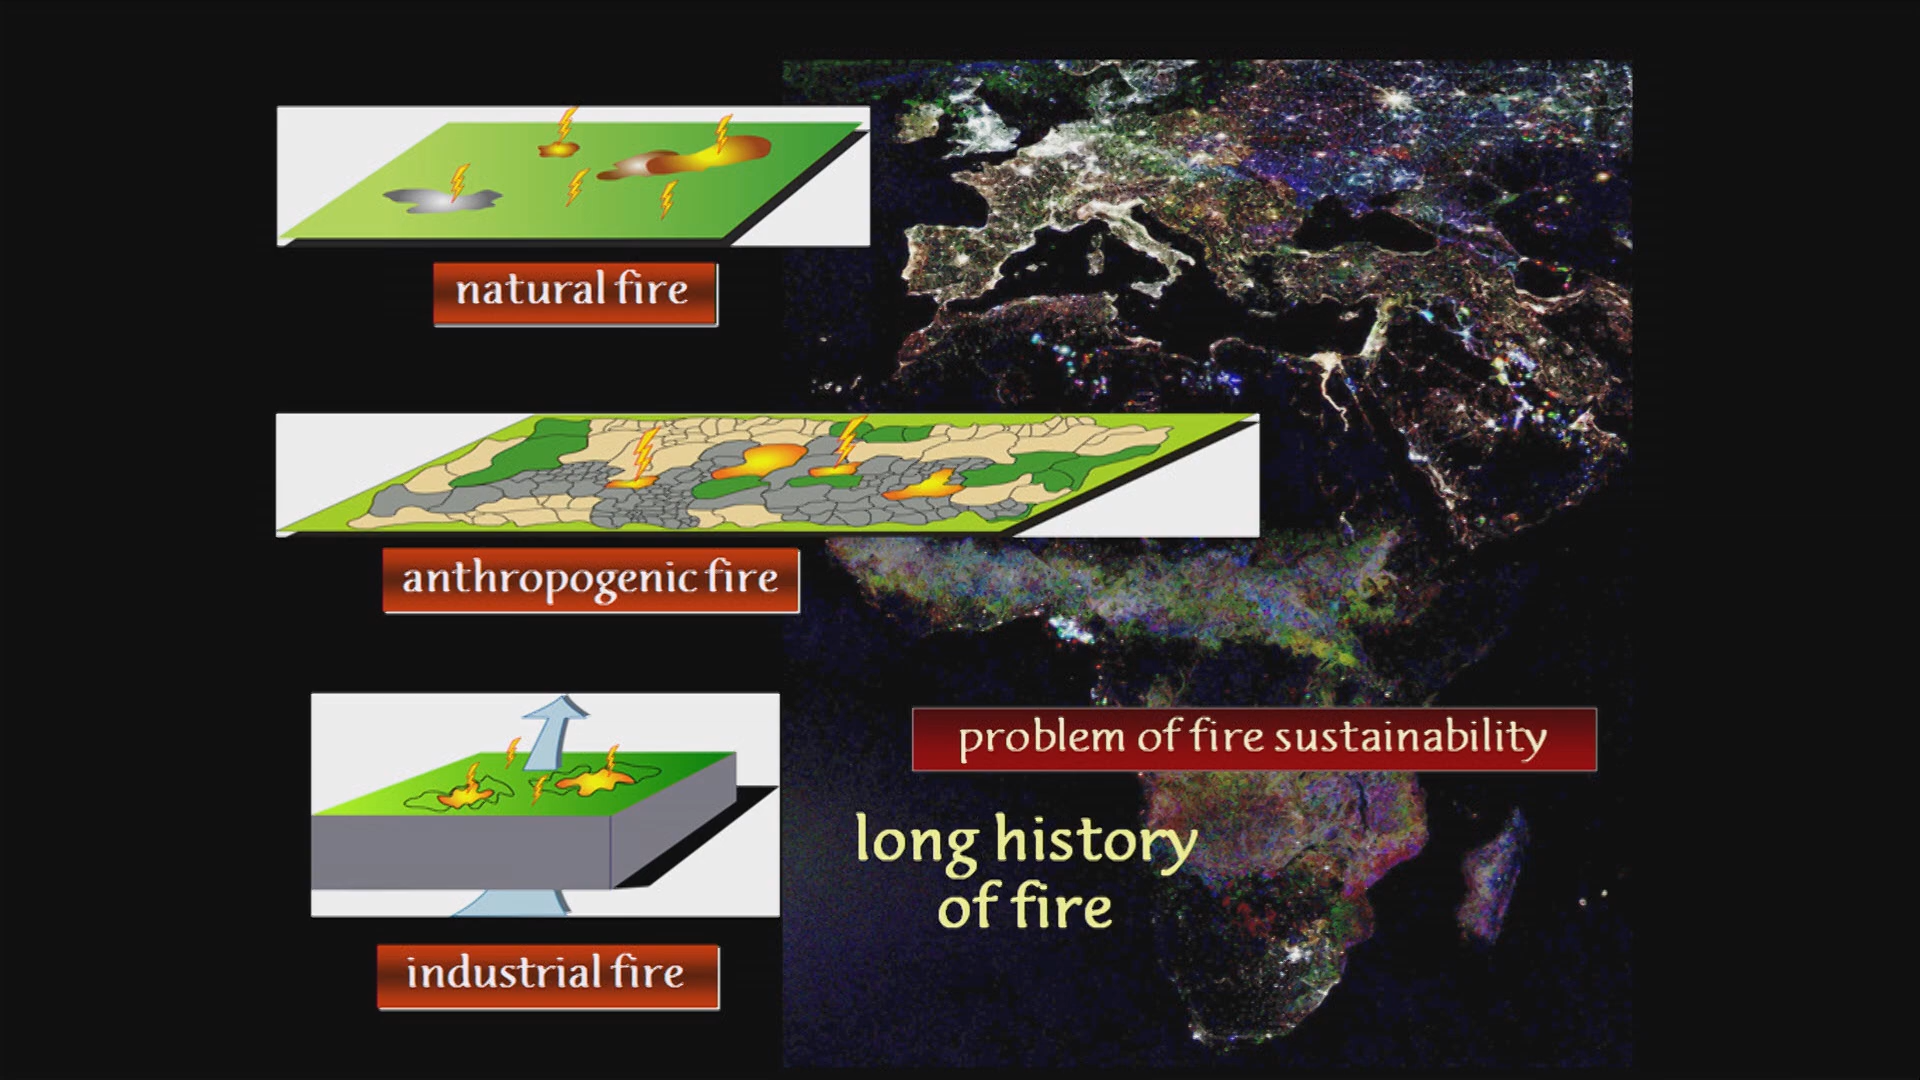 natural fire
anthropogenic fire
industrial fire
problem of fire sustainability
long history
of fire